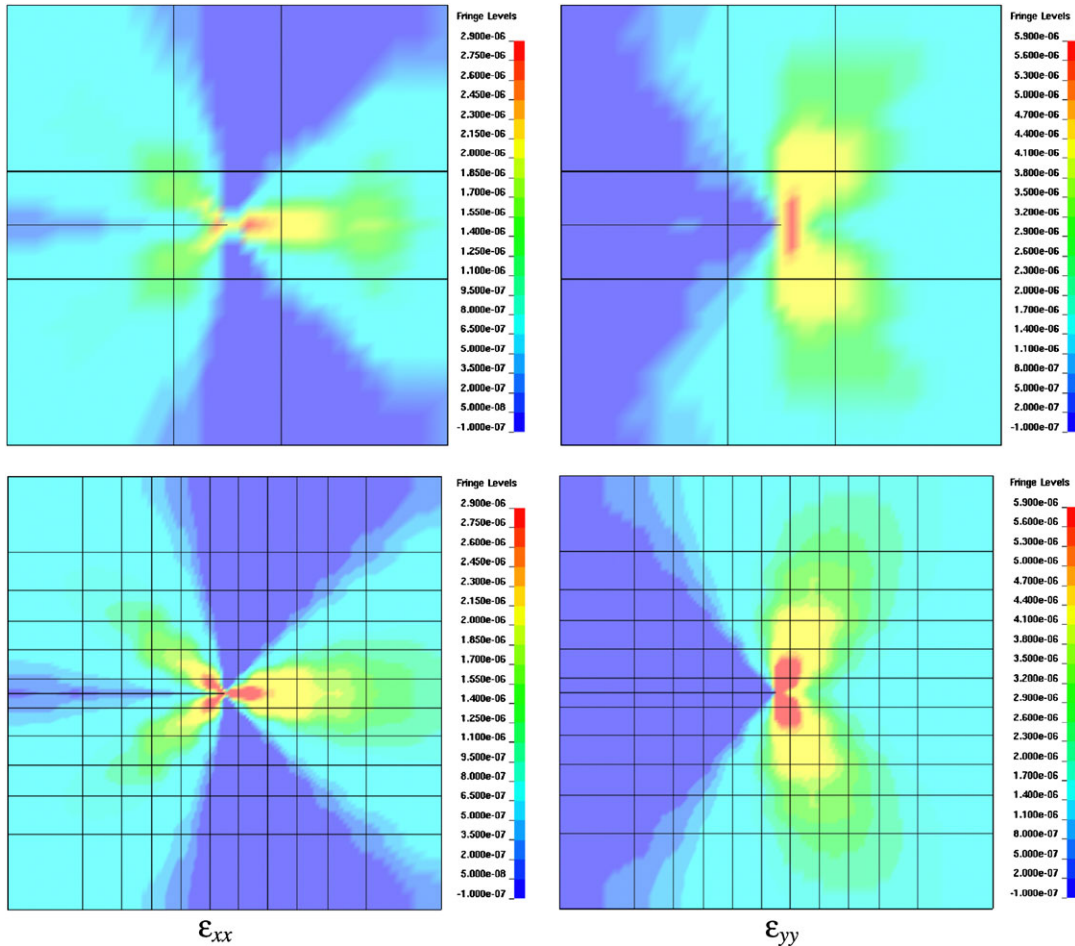 Fringe Levels
2.900e-06
2.750e-06
2.600e-06
2.450e-06
2.300e-06
2.150e-06
2.000e-06
1.850e-06
1.700e-06
1.550e-06
1.400e-06
1.250e-06
1.100e-06
9.500e-07
8.000e-07
6.500e-07
5.000e-07
3.500e-07
2.000e-07
5.000e-08
-1.000e-07
Fringe Levels
5.900e-06
5.600e-06
5.300e-06
5.000e-06
4.700e-06
4.400e-06
4.100e-06
3.800e-06
3.500e-06
3.200e-06
2.900e-06
2.600e-06
2.300e-06
2.000e-06
1.700e-06
1.400e-06
1.100e-06
8.000e-07
5.000e-07
2.000e-07
-1.000e-07
Fringe Levels
2.900e-06
2.750e-06
2.600e-06
2.450e-06
2.300e-06
2.150e-06
2.000e-06
1.850e-06
1.700e-06
1.550e-06
1.400e-06
1.250e-06
1.100e-06
9.500e-07
8.000e-07
6.500e-07
5.000e-07
3.500e-07
2.000e-07
5.000e-08
-1.000e-07
Fringe Levels
5.900e-06
5.600e-06
5.300e-06
5.000e-06
4.700e-06
4.400e-06
4.100e-06
3.800e-06
3.500e-06
3.200e-06
2.900e-06
2.600e-06
2.300e-06
2.000e-06
1.700e-06
1.400e-06
1.100e-06
8.000e-07
5.000e-07
2.000e-07
-1.000e-07
εxx
εyy